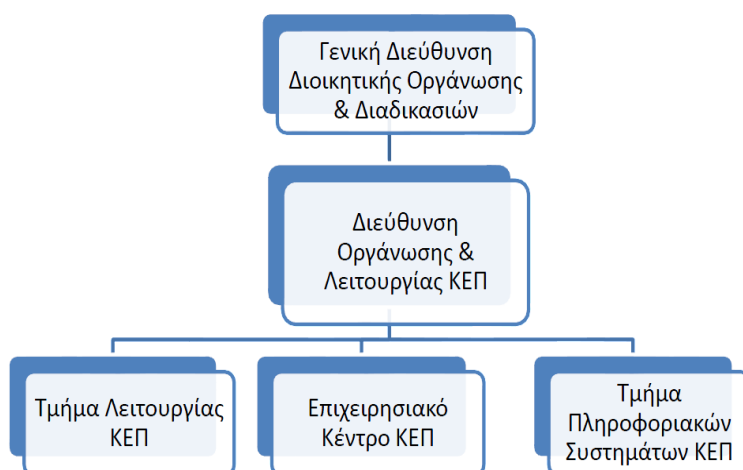 Γενική Διεύθυνση
Διοικητικής Οργάνωσης
& Διαδικασιών
Διεύθυνση
Οργάνωσης &
Λειτουργίας ΚΕΠ
Τμήμα Λειτουργίας
ΚΕΠ
Επιχειρησιακό
Κέντρο ΚΕΠ
Τμήμα
Πληροφοριακών
Συστημάτων ΚΕΠ